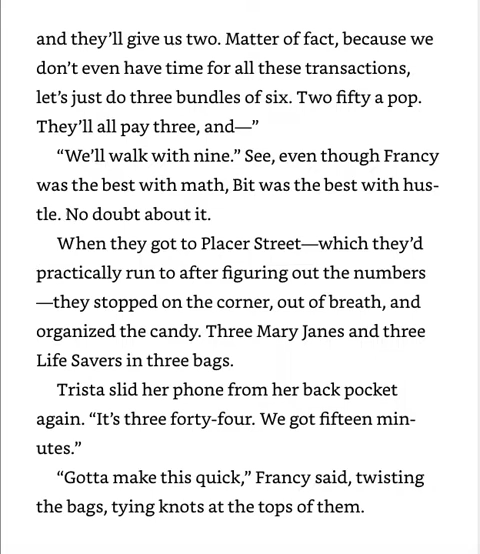 and they’ll give us two. Matter of fact, because we
don’t even have time for all these transactions,
let’s just do three bundles of six. Two fifty a pop.
They’ll all pay three, and—”
“We’ll walk with nine.” See, even though Francy
was the best with math, Bit was the best with hus-
tle. No doubt about it.
When they got to Placer Street—which they’d
practically run to after figuring out the numbers
—they stopped on the corner, out of breath, and
organized the candy. Three Mary Janes and three
Life Savers in three bags.
Trista slid her phone from her back pocket
again. “It’s three forty-four. We got fifteen min-
utes.”
“Gotta make this quick,” Francy said, twisting
the bags, tying knots at the tops of them.